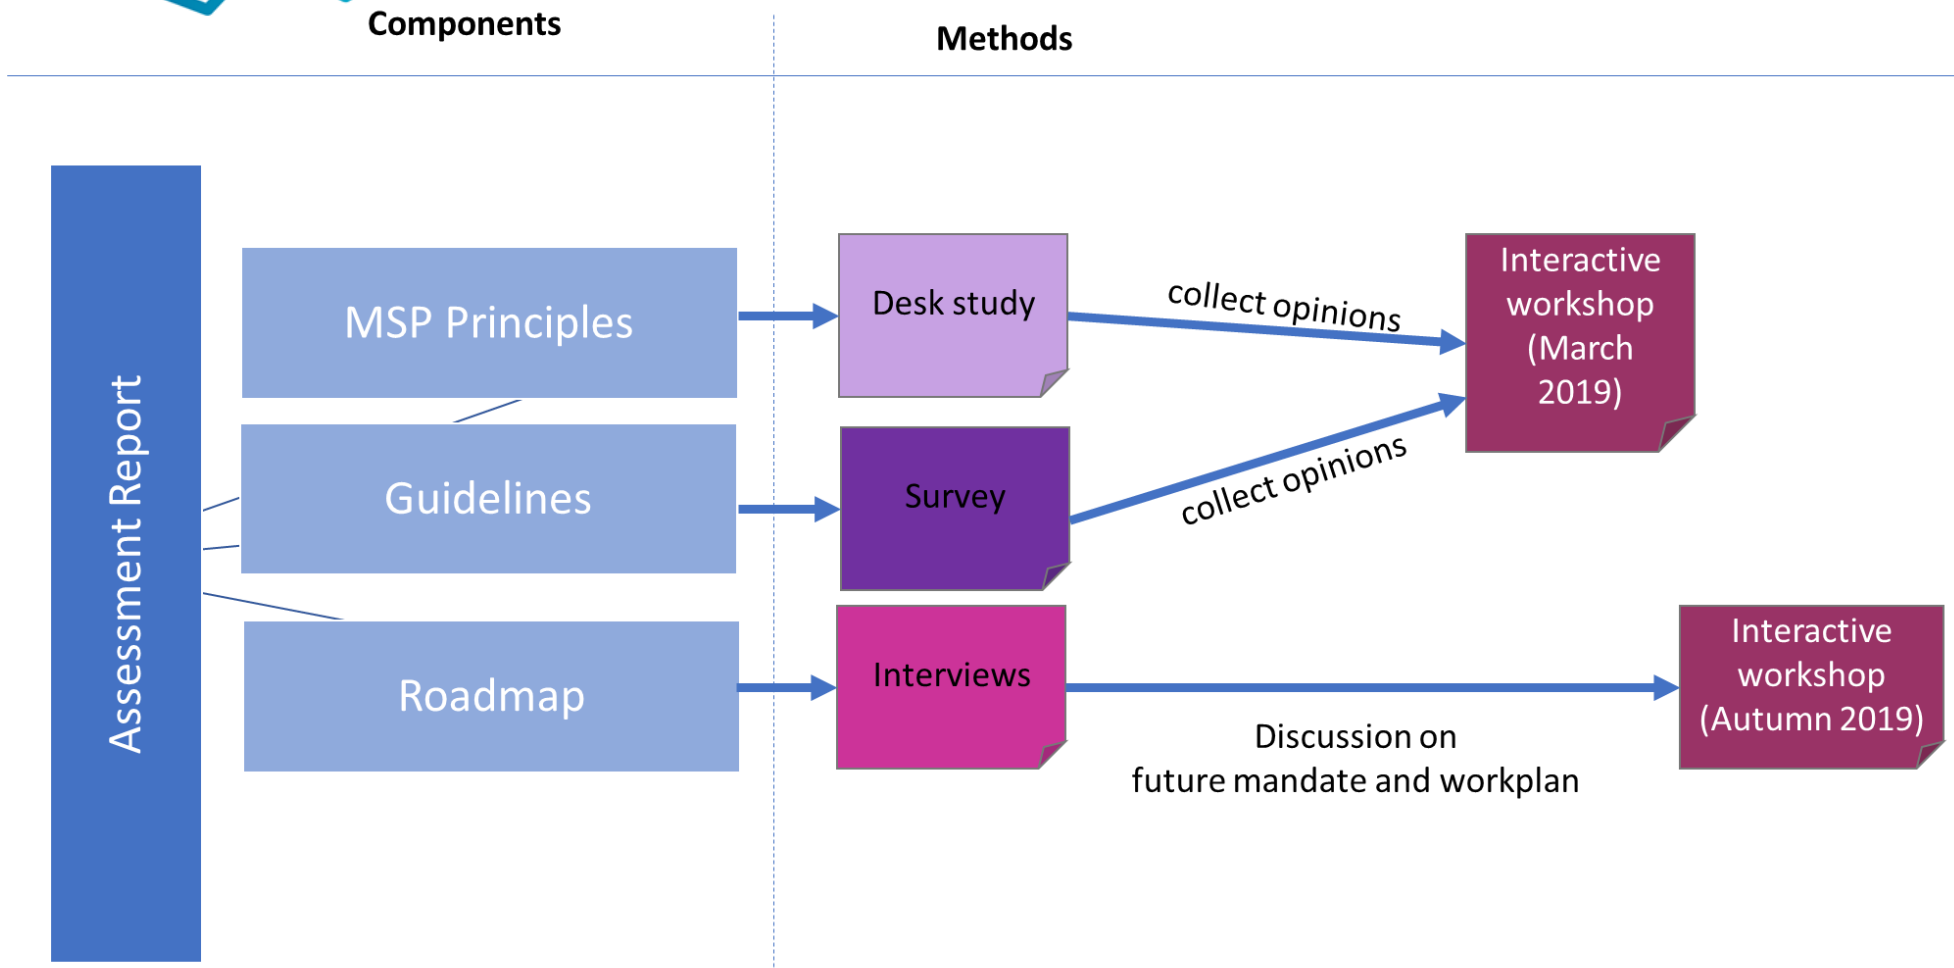 Components
Methods
Assessment Report
MSP Principles
Desk study
collect opinions
Interactive
workshop
(March
2019)
Guidelines
Survey
collect opinions
Roadmap
Interviews
Discussion on
future mandate and workplan
Interactive
workshop
(Autumn 2019)